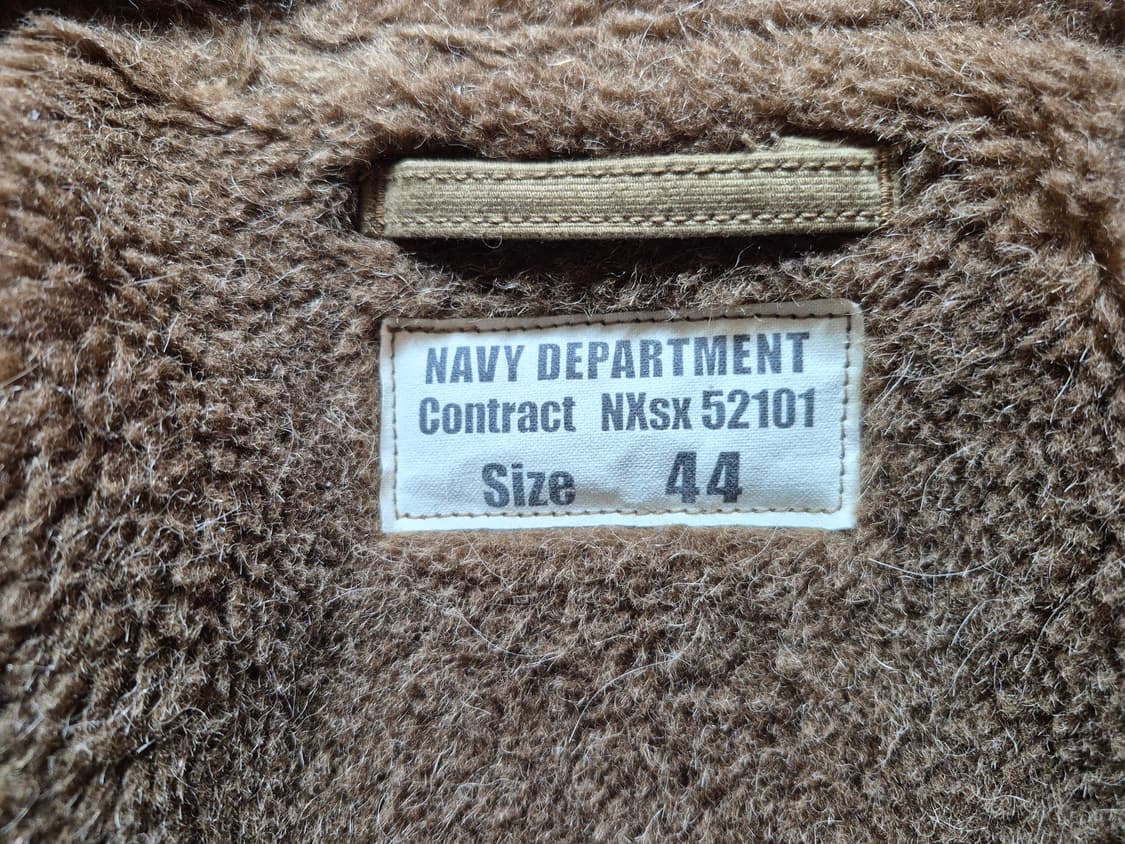 NAVY DEPARTMENT
Contract NXsx 52101
Size 44